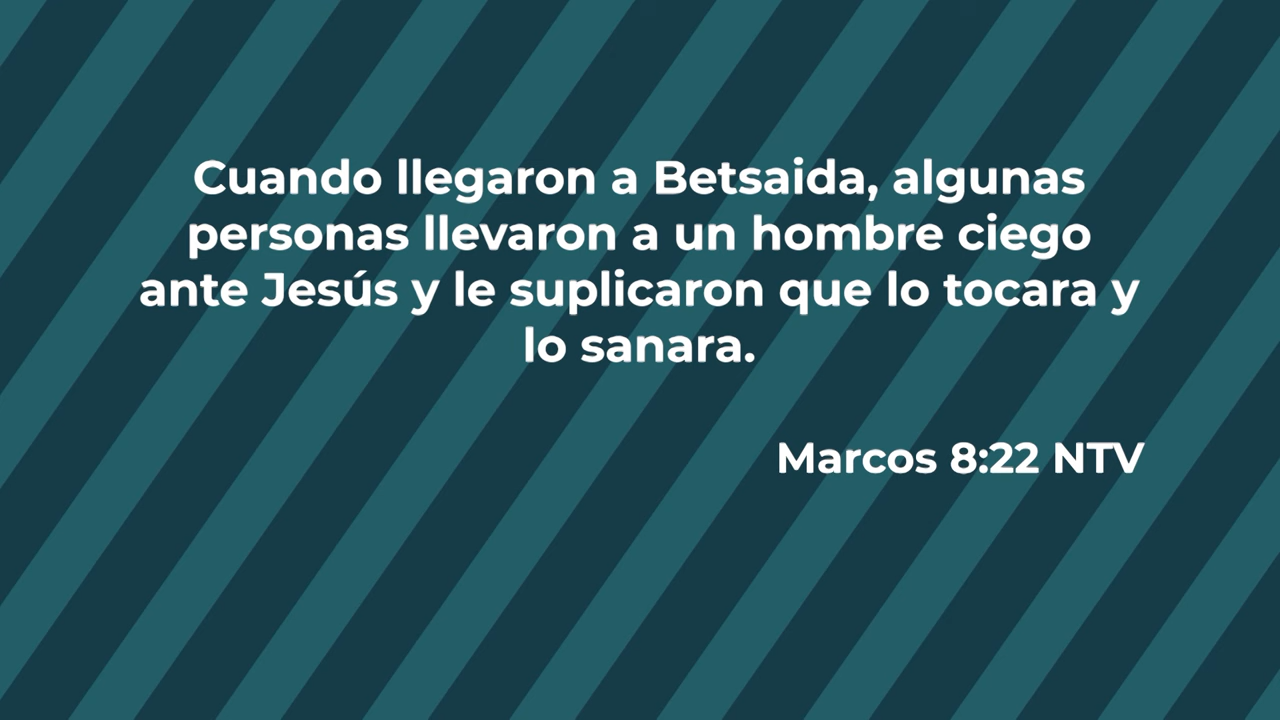 Cuando llegaron a Betsaida, algunas
personas llevaron a un hombre ciego
ante Jesús y le suplicaron que lo tocara y
lo sanara.
Marcos 8:22 NTV